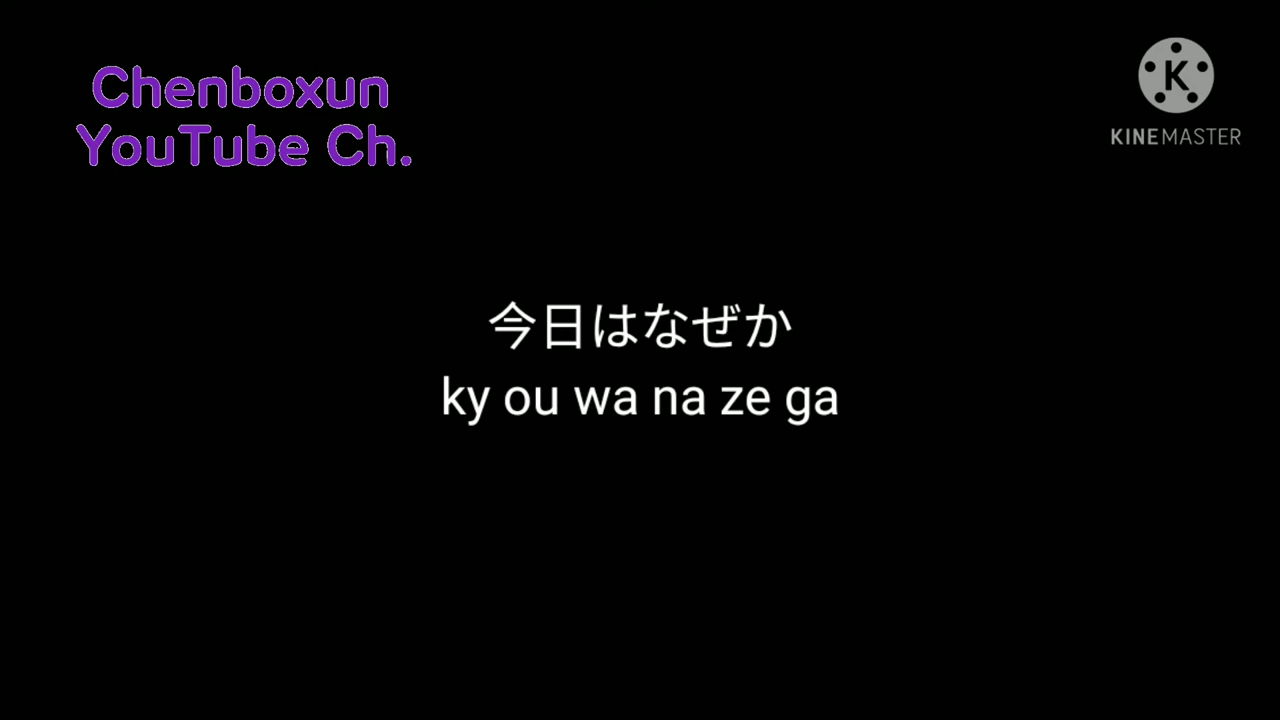 Chenboxun
YouTube Ch.
K
KINEMASTER
今日はなぜか
ky ou wa na ze ga